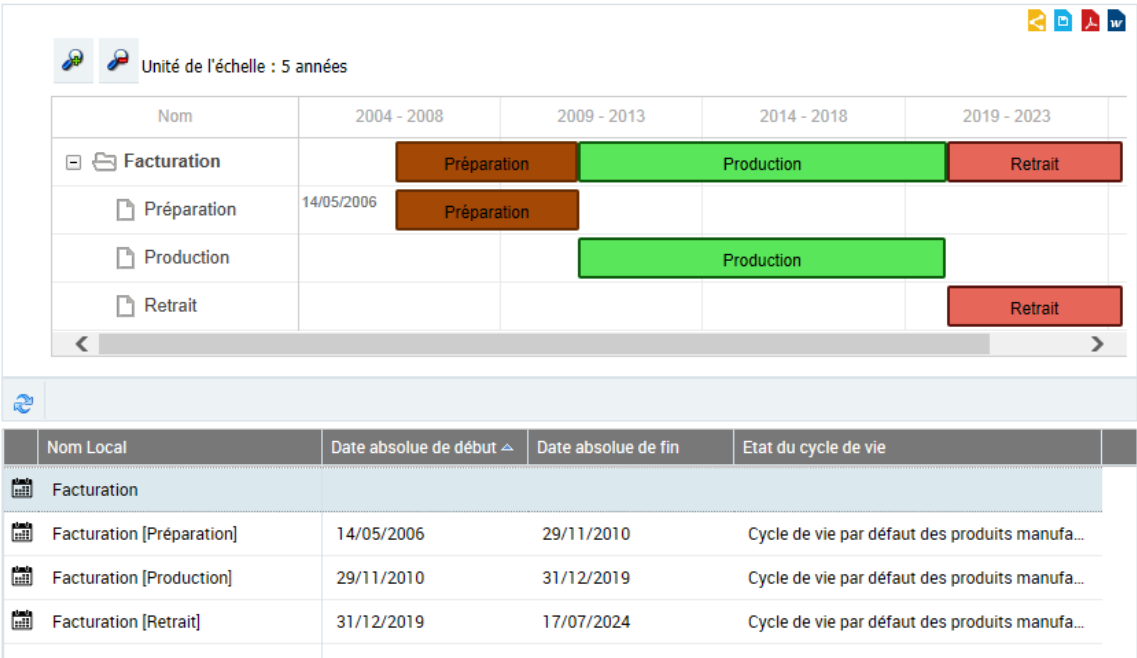 w
Unité de l'échelle : 5 années
Nom 2004 - 2008 2009 - 2013 2014 - 2018 2019 - 2023
Facturation Préparation Production Retrait
Préparation 14/05/2006 Préparation
Production Production
Retrait Retrait
Nom Local Date absolue de début Date absolue de fin Etat du cycle de vie
Facturation
Facturation [Préparation] 14/05/2006 29/11/2010 Cycle de vie par défaut des produits manufa...
Facturation [Production] 29/11/2010 31/12/2019 Cycle de vie par défaut des produits manufa...
Facturation [Retrait] 31/12/2019 17/07/2024 Cycle de vie par défaut des produits manufa...